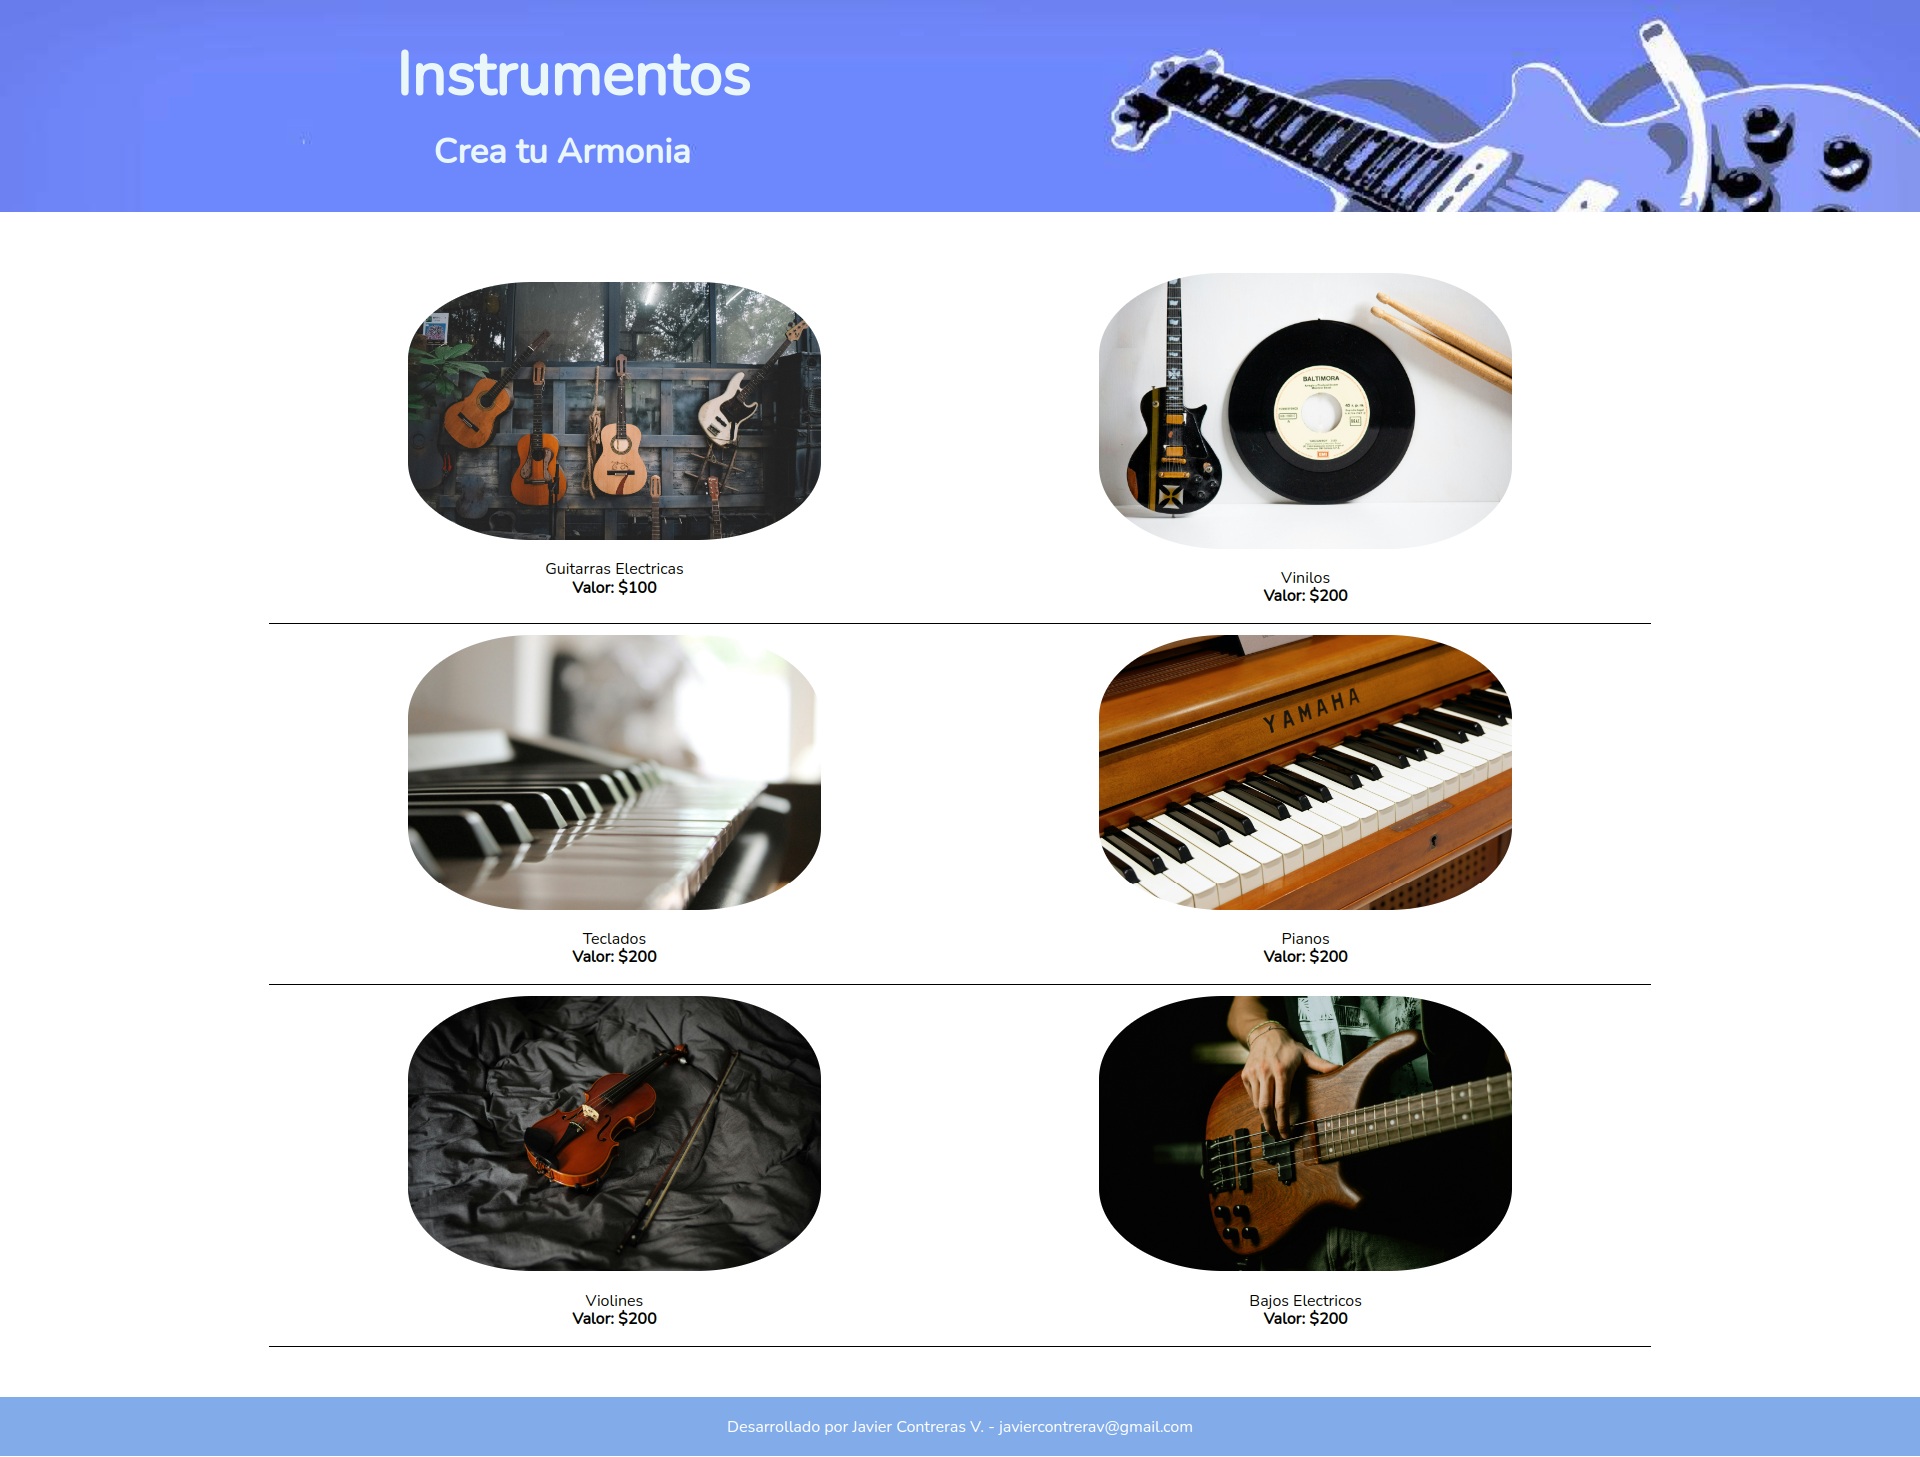 Instrumentos
Crea tu Armonia
BALTIMORA
Guitarras Electricas
Valor: $100
Vinilos
Valor: $200
YAMAHA
Teclados
Valor: $200
Pianos
Valor: $200
Violines
Valor: $200
Bajos Electricos
Valor: $200
Desarrollado por Javier Contreras V. - javiercontrerav@gmail.com